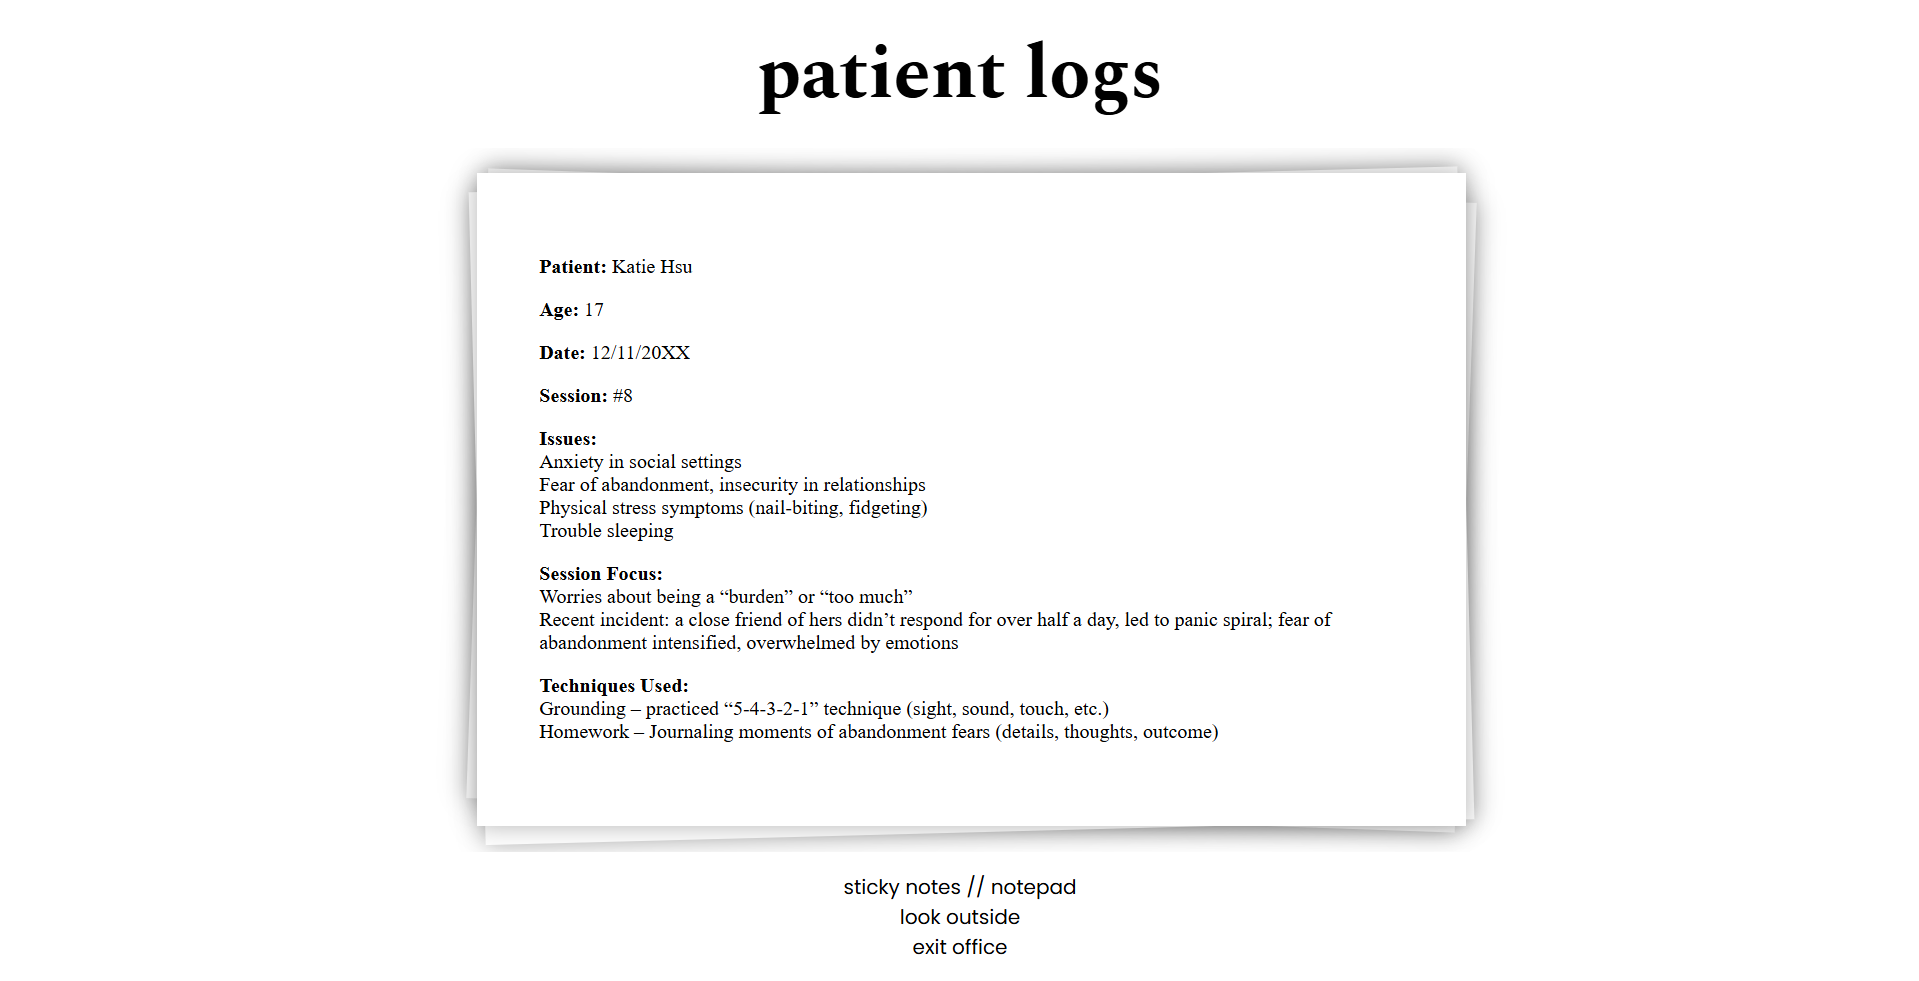 patient logs
Patient: Katie Hsu
Age: 17
Date: 12/11/20XX
Session: #8
Issues:
Anxiety in social settings
Fear of abandonment, insecurity in relationships
Physical stress symptoms (nail-biting, fidgeting)
Trouble sleeping
Session Focus:
Worries about being a “burden” or “too much”
Recent incident: a close friend of hers didn’t respond for over half a day, led to panic spiral; fear of
abandonment intensified, overwhelmed by emotions
Techniques Used:
Grounding – practiced “5-4-3-2-1” technique (sight, sound, touch, etc.)
Homework – Journaling moments of abandonment fears (details, thoughts, outcome)
sticky notes // notepad
look outside
exit office